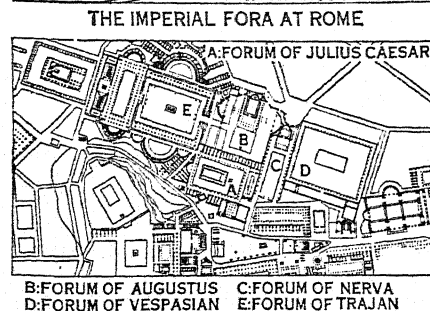 THE IMPERIAL FORA AT ROME
A:FORUM OF JULIUS CAESAR
E
B
A
C
D
B:FORUM OF AUGUSTUS C:FORUM OF NERVA
D:FORUM OF VESPASIAN E:FORUM OF TRAJAN